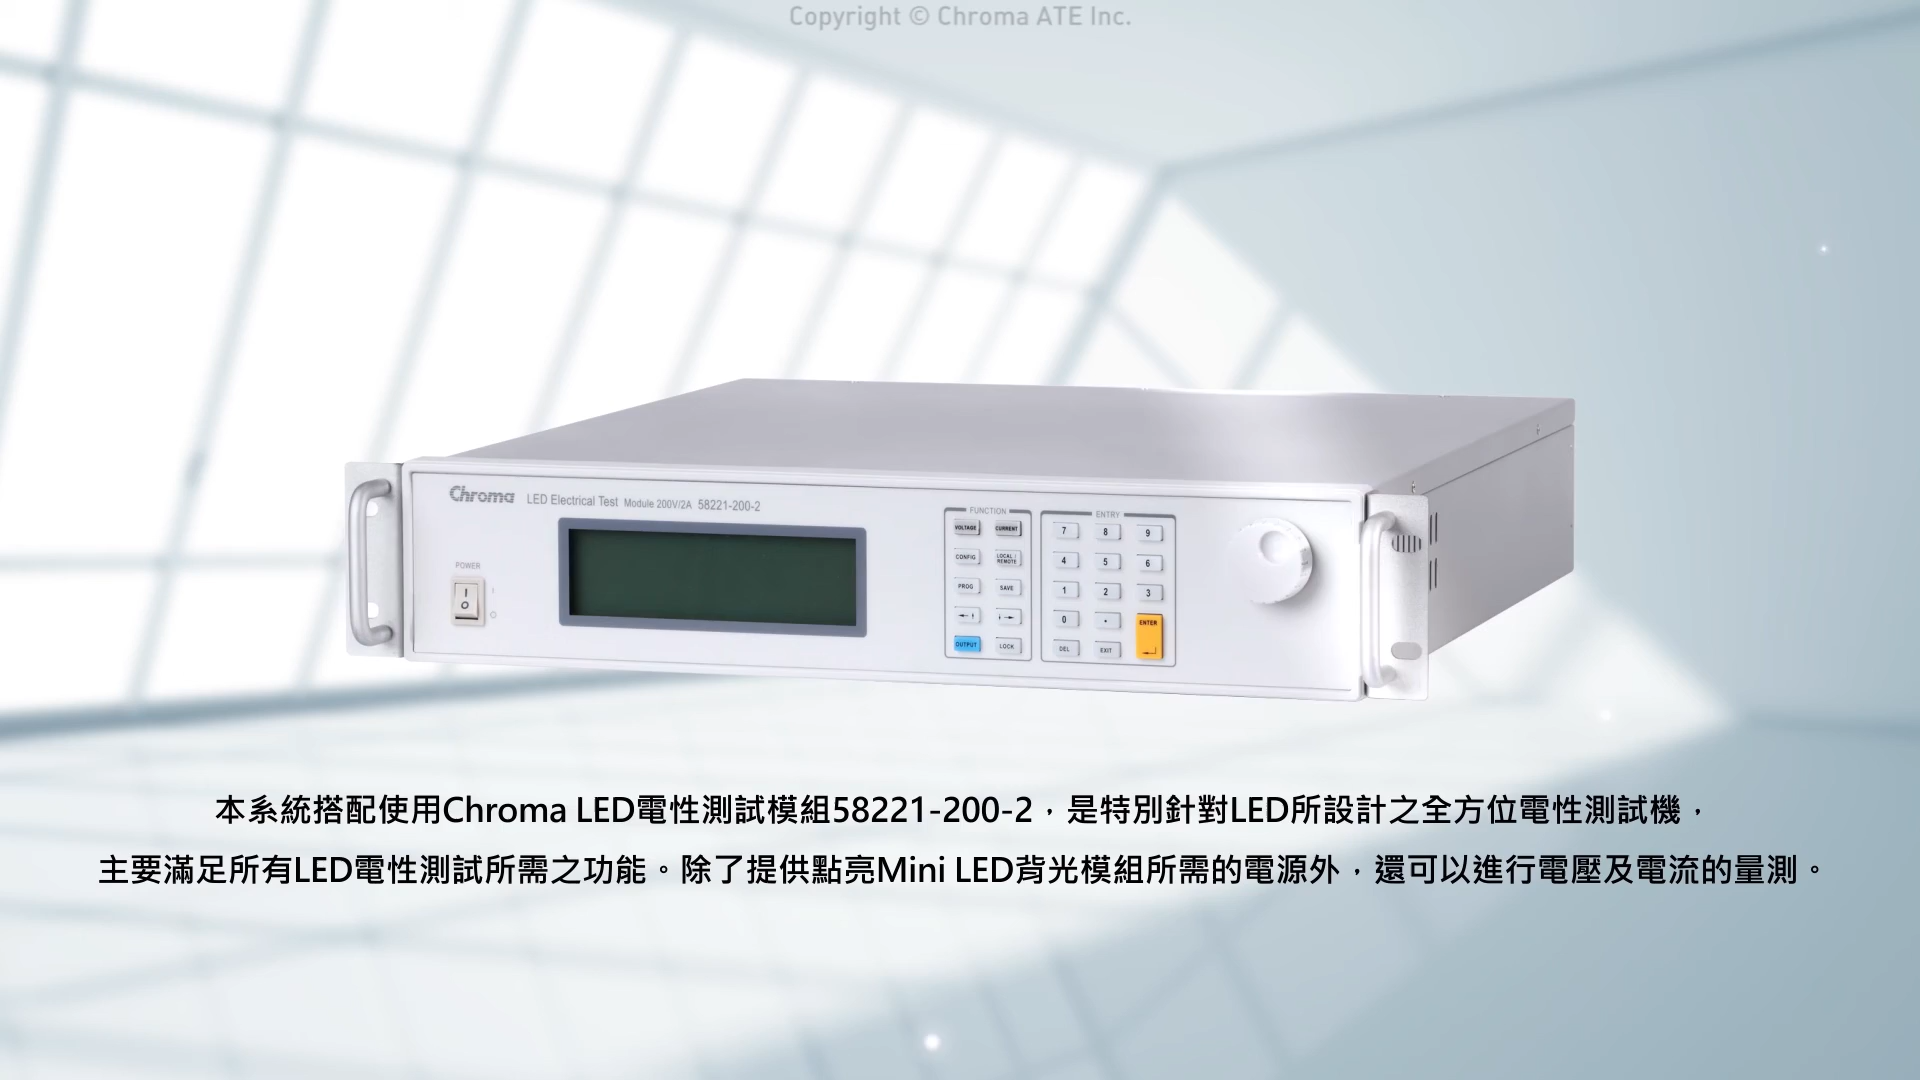 Copyright © Chroma ATE Inc.
Chroma LED Electrical Test Module 200V/2A 58221-200-2
POWER
FUNCTION
VOLTAGE CURRENT
CONFIG LOCAL / REMOTE
PROG SAVE
OUTPUT LOCK
ENTRY
7 8 9
4 5 6
1 2 3
0 . ENTER
DEL EXIT
本系統搭配使用Chroma LED電性測試模組58221-200-2，是特別針對LED所設計之全方位電性測試機，
主要滿足所有LED電性測試所需之功能。除了提供點亮Mini LED背光模組所需的電源外，還可以進行電壓及電流的量測。